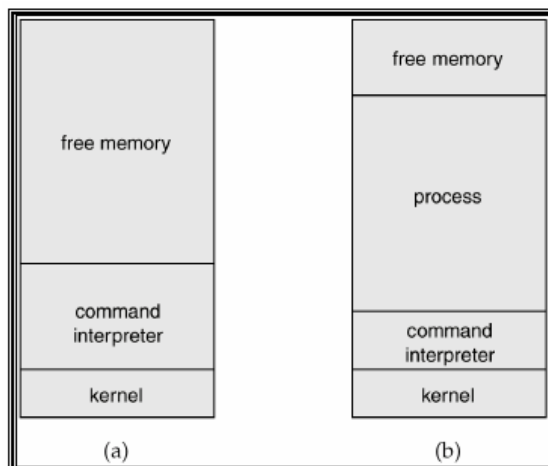 free memory
command
interpreter
kernel
(a)
free memory
process
command
interpreter
kernel
(b)